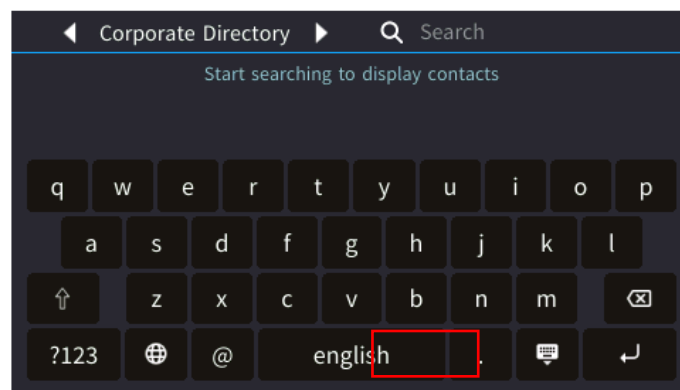 Corporate Directory Search
Start searching to display contacts
q w e r t y u i o p
a s d f g h j k l
z x c v b n m
?123 @ english .